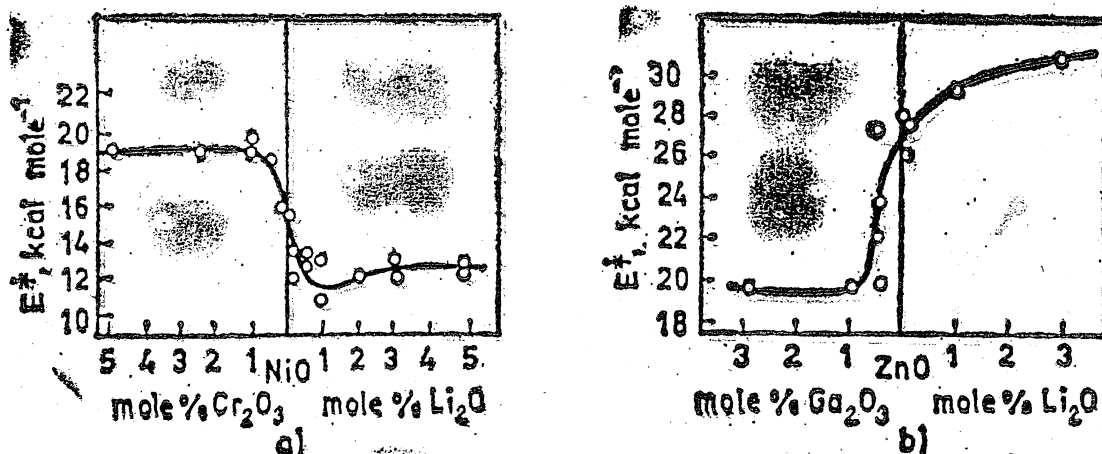 E‡, kcal mole⁻¹
22
20
18
16
14
12
10
5 4 3 2 1 NiO 1 2 3 4 5
mole % Cr₂O₃ mole % Li₂O
a)
E‡, kcal mole⁻¹
30
28
26
24
22
20
18
3 2 1 ZnO 1 2 3
mole % Ga₂O₃ mole % Li₂O
b)